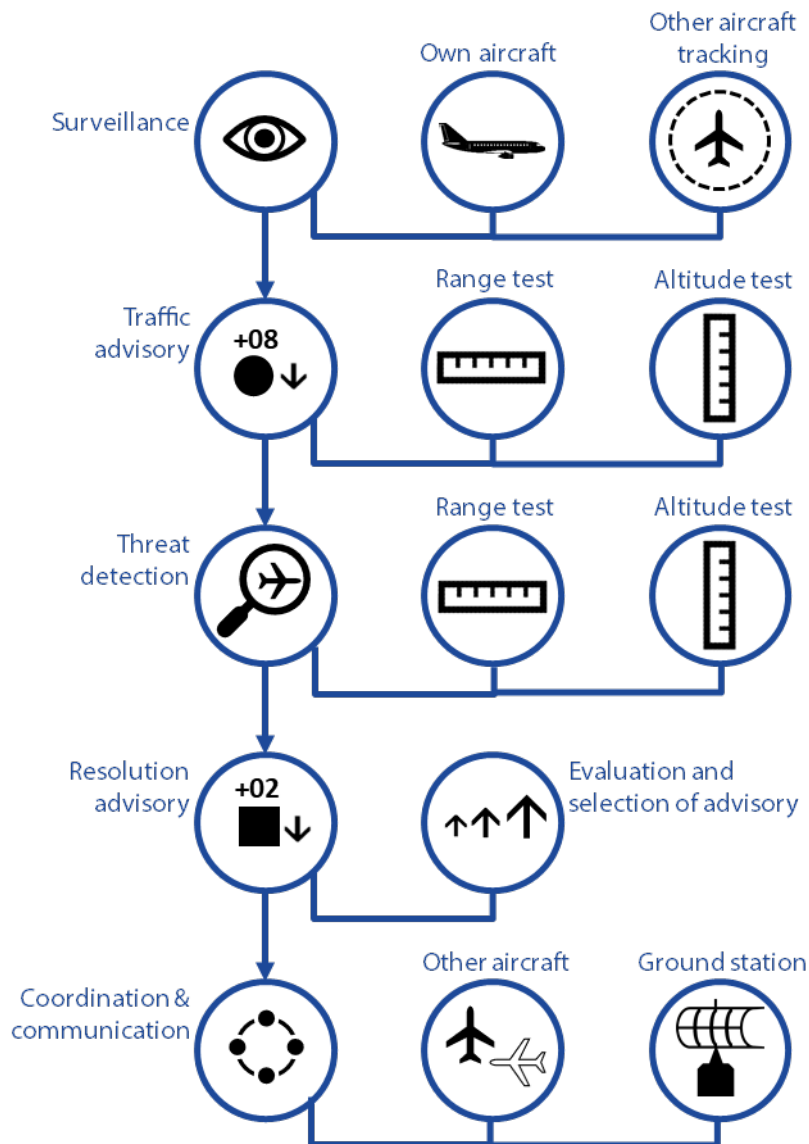 Surveillance
Own aircraft
Other aircraft
tracking
Traffic
advisory
+08
Range test
Altitude test
Threat
detection
Range test
Altitude test
Resolution
advisory
+02
Evaluation and
selection of advisory
Coordination &
communication
Other aircraft
Ground station